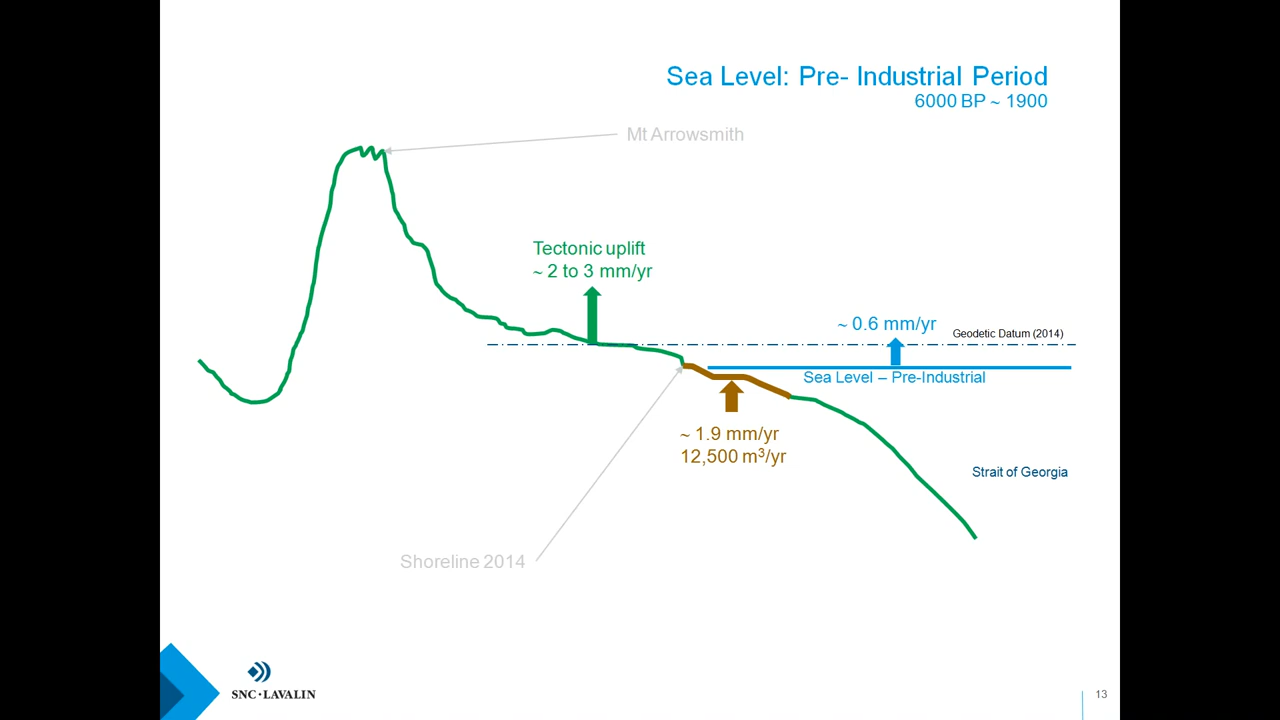 Sea Level: Pre- Industrial Period
6000 BP ~ 1900
Mt Arrowsmith
Tectonic uplift
~ 2 to 3 mm/yr
~ 0.6 mm/yr
Geodetic Datum (2014)
Sea Level – Pre-Industrial
~ 1.9 mm/yr
12,500 m³/yr
Strait of Georgia
Shoreline 2014
SNC·LAVALIN
13